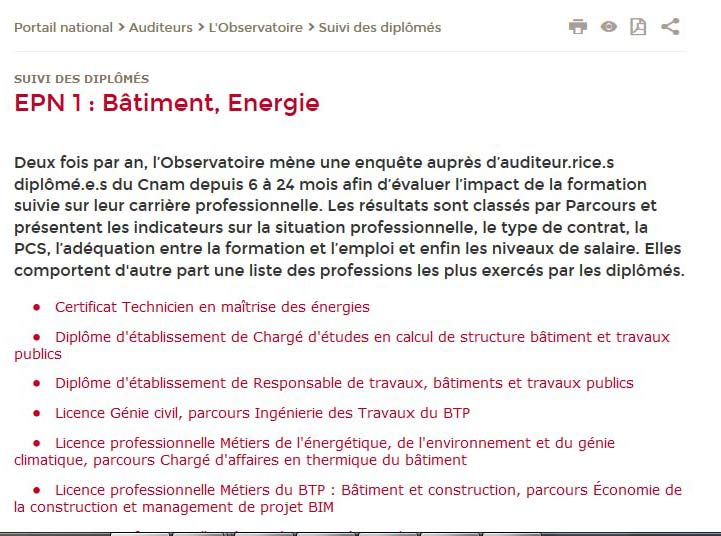 Portail national > Auditeurs > L'Observatoire > Suivi des diplômés
SUIVI DES DIPLÔMÉS
EPN 1 : Bâtiment, Energie
Deux fois par an, l’Observatoire mène une enquête auprès d’auditeur.rice.s
diplômé.e.s du Cnam depuis 6 à 24 mois afin d’évaluer l’impact de la formation
suivie sur leur carrière professionnelle. Les résultats sont classés par Parcours et
présentent les indicateurs sur la situation professionnelle, le type de contrat, la
PCS, l’adéquation entre la formation et l’emploi et enfin les niveaux de salaire. Elles
comportent d'autre part une liste des professions les plus exercés par les diplômés.
• Certificat Technicien en maîtrise des énergies
• Diplôme d'établissement de Chargé d'études en calcul de structure bâtiment et travaux
publics
• Diplôme d'établissement de Responsable de travaux, bâtiments et travaux publics
• Licence Génie civil, parcours Ingénierie des Travaux du BTP
• Licence professionnelle Métiers de l'énergétique, de l'environnement et du génie
climatique, parcours Chargé d'affaires en thermique du bâtiment
• Licence professionnelle Métiers du BTP : Bâtiment et construction, parcours Économie de
la construction et management de projet BIM